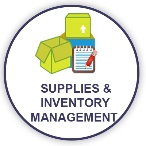 SUPPLIES &
INVENTORY
MANAGEMENT